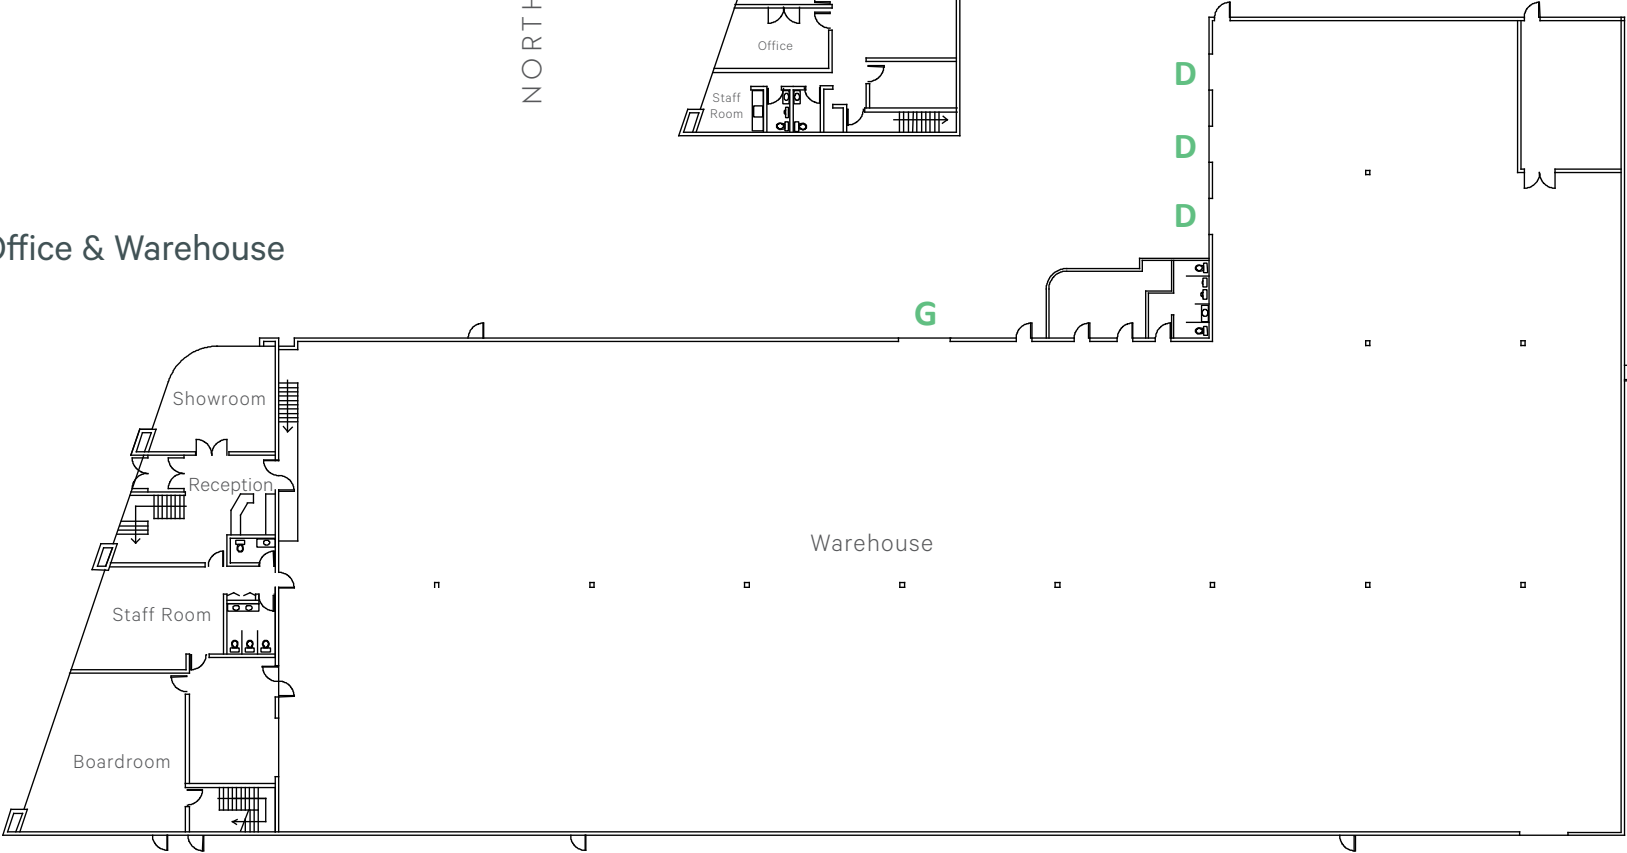 NORTH
Office
Staff
Room
D
D
D
Office & Warehouse
G
Showroom
Reception
Warehouse
Staff Room
Boardroom